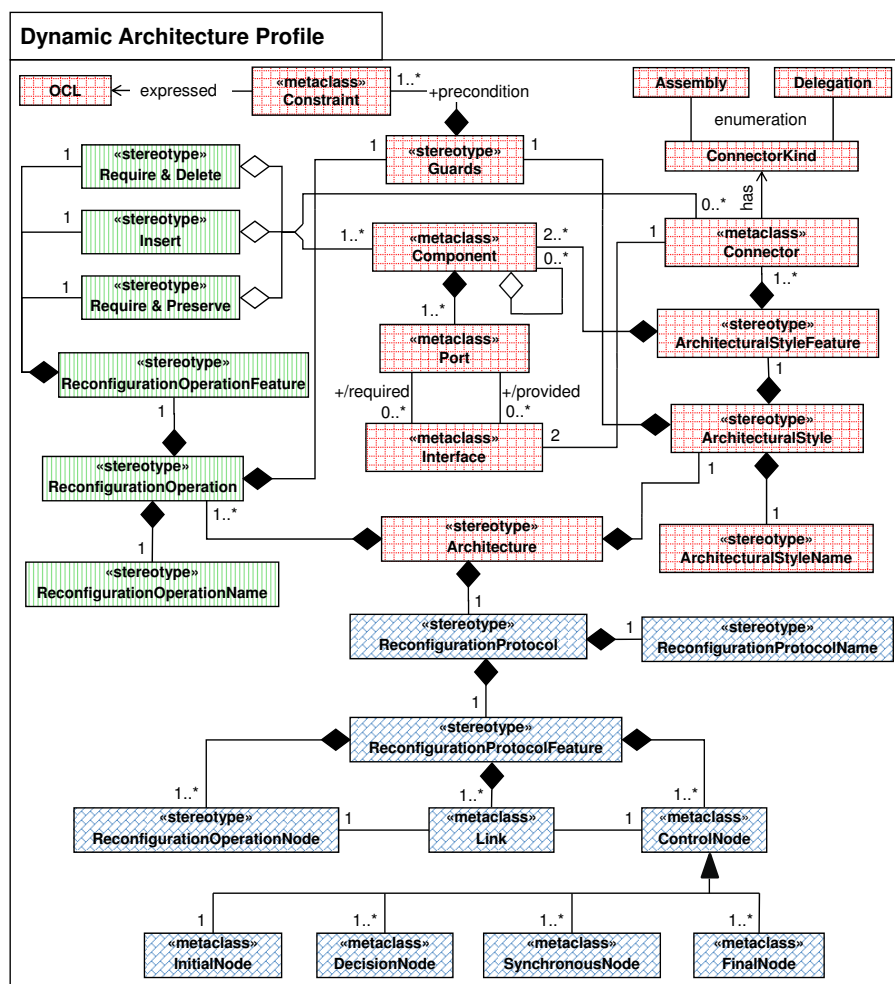 Dynamic Architecture Profile
OCL
expressed
«metaclass»
Constraint
1..*
+precondition
Assembly
Delegation
enumeration
ConnectorKind
has
1
«stereotype»
Require & Delete
1
«stereotype»
Guards
1
1
«stereotype»
Insert
1..*
«metaclass»
Component
2..*
0..*
0..*
1
«metaclass»
Connector
1..*
1
«stereotype»
Require & Preserve
1..*
«metaclass»
Port
«stereotype»
ArchitecturalStyleFeature
1
«stereotype»
ReconfigurationOperationFeature
1
+/required
0..*
+/provided
0..*
«metaclass»
Interface
2
«stereotype»
ArchitecturalStyle
1
1
«stereotype»
ReconfigurationOperation
1..*
1
«stereotype»
Architecture
1
«stereotype»
ArchitecturalStyleName
«stereotype»
ReconfigurationOperationName
«stereotype»
ReconfigurationProtocol
1
«stereotype»
ReconfigurationProtocolName
1
«stereotype»
ReconfigurationProtocolFeature
1..*
1..*
1..*
«stereotype»
ReconfigurationOperationNode
1
«metaclass»
Link
1
«metaclass»
ControlNode
1
1..*
1..*
1..*
«metaclass»
InitialNode
«metaclass»
DecisionNode
«metaclass»
SynchronousNode
«metaclass»
FinalNode